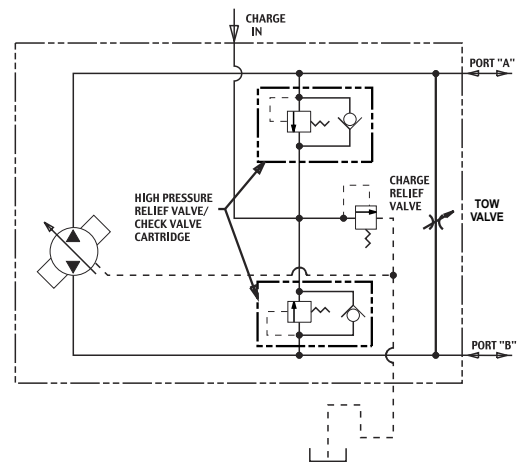 CHARGE
IN
PORT "A"
HIGH PRESSURE
RELIEF VALVE/
CHECK VALVE
CARTRIDGE
CHARGE
RELIEF
VALVE
TOW
VALVE
PORT "B"